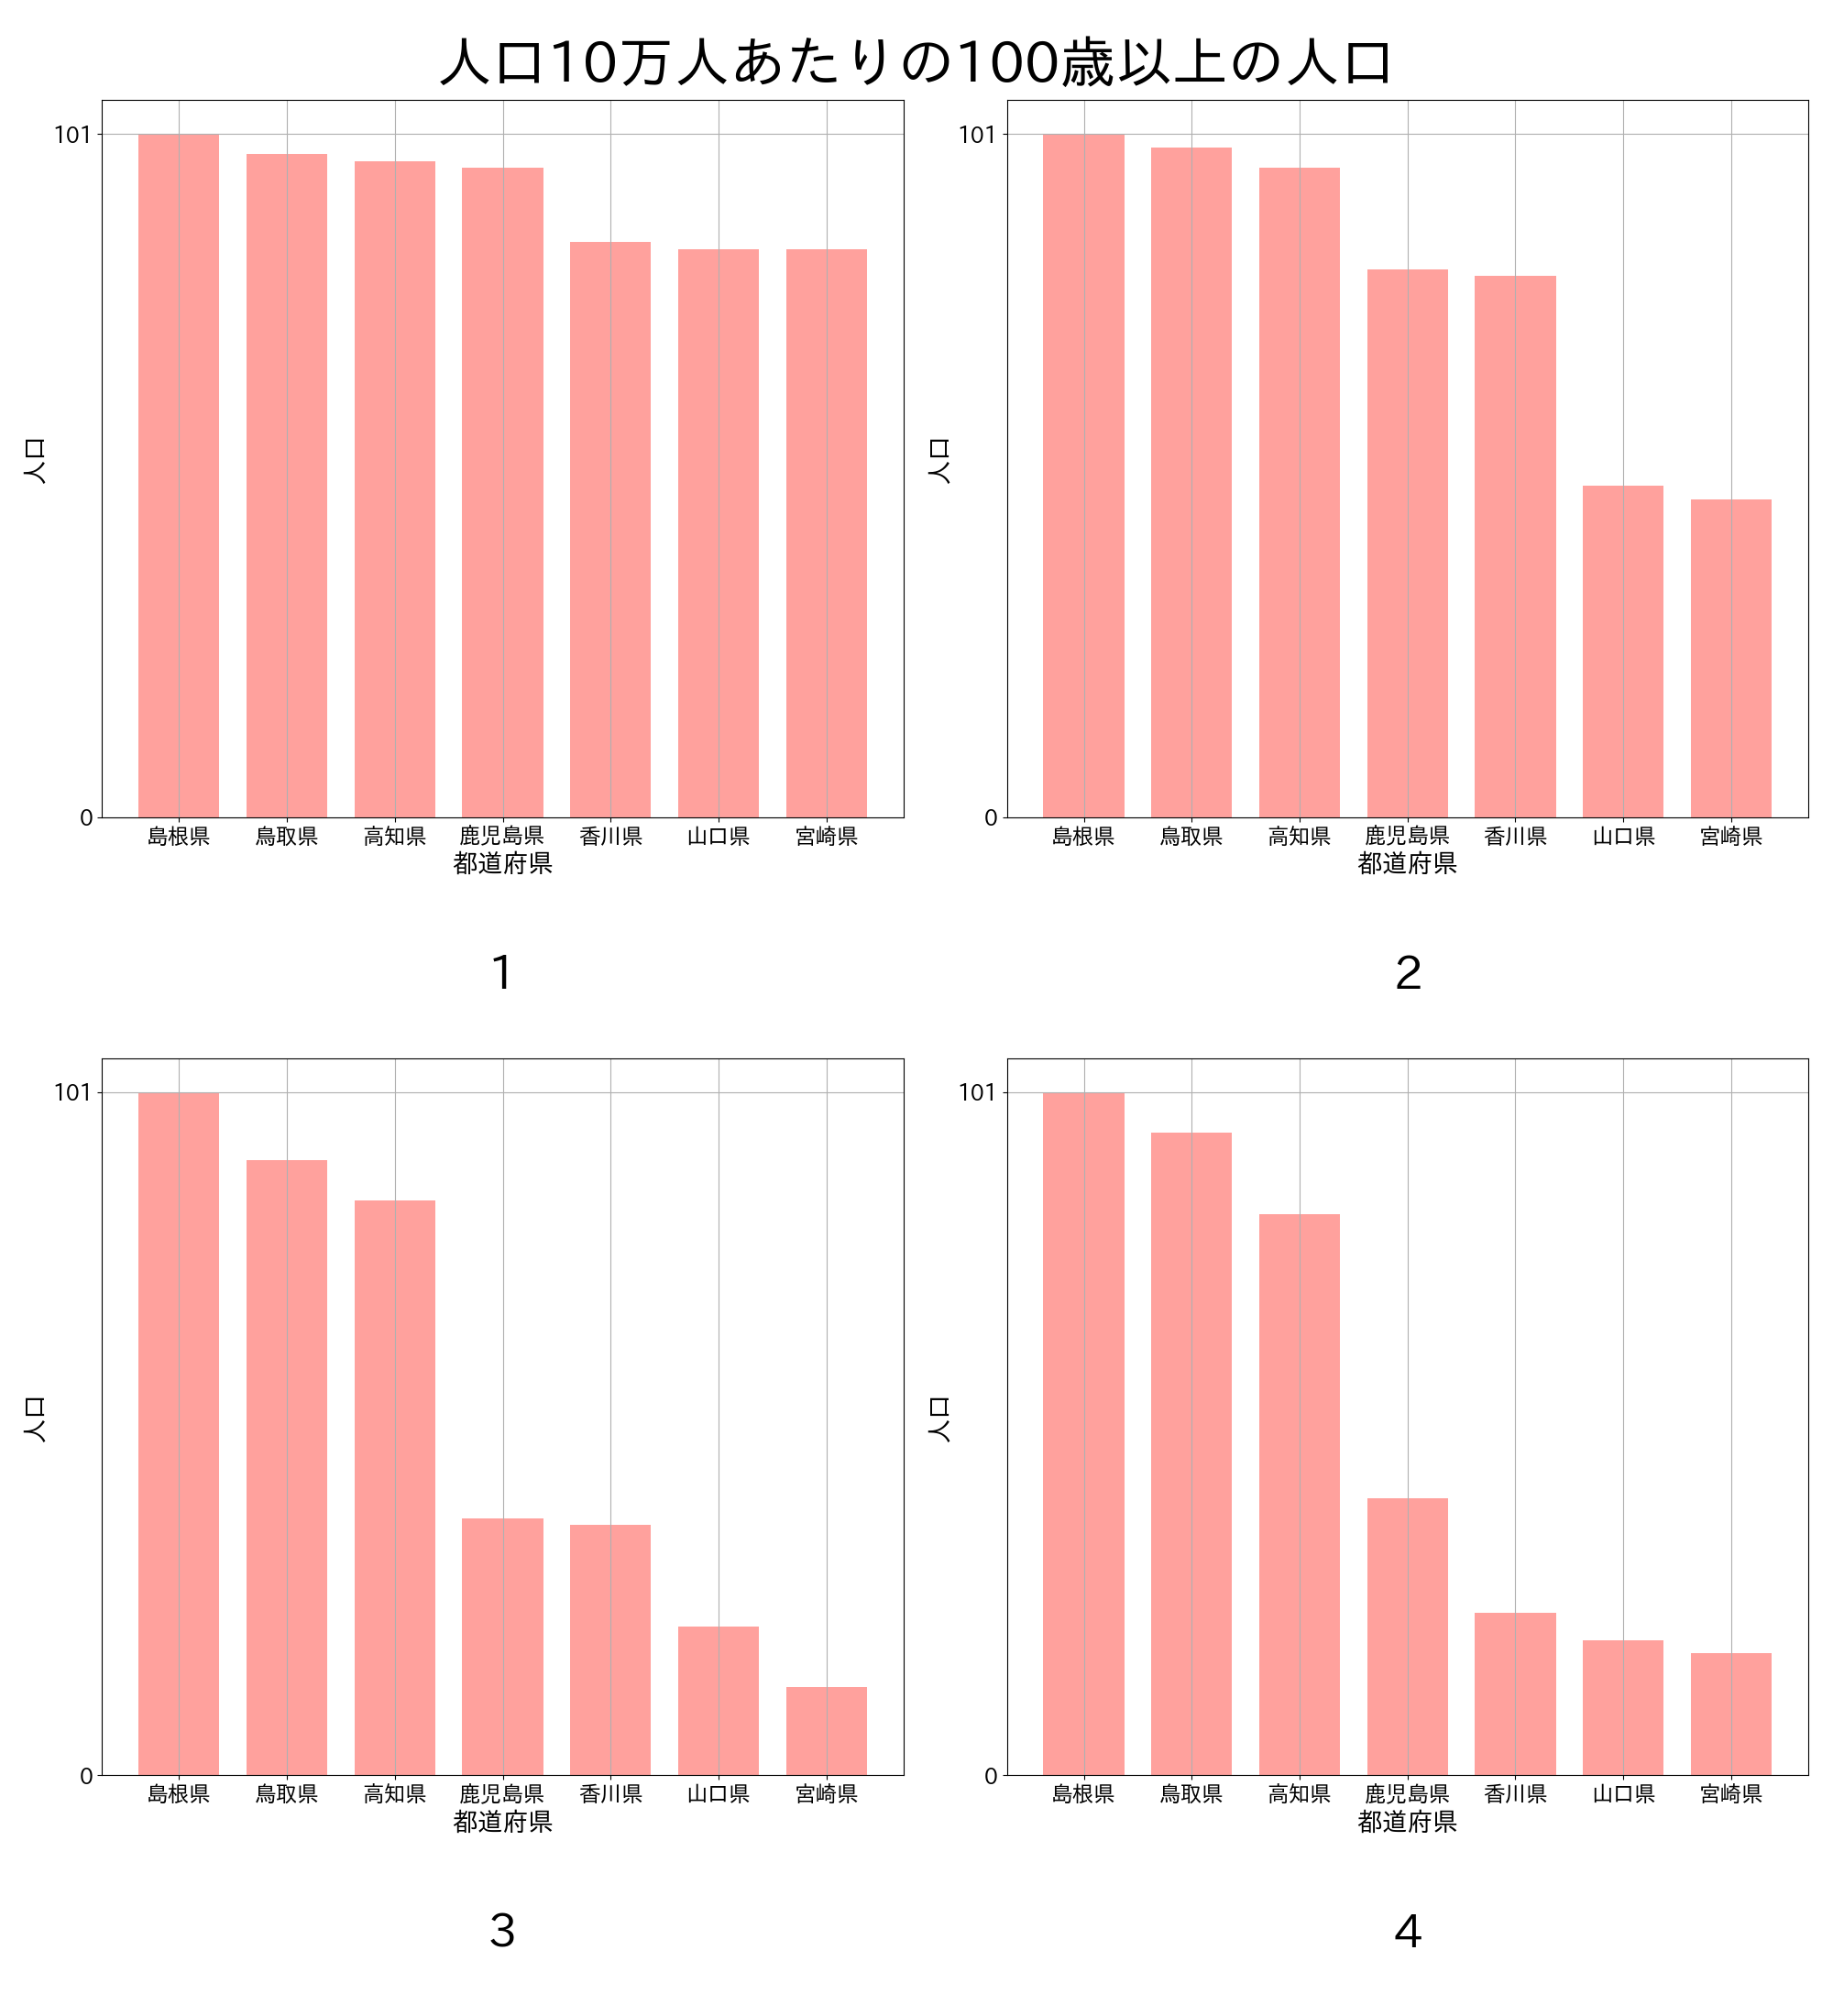 人口10万人あたりの100歳以上の人口
101
人口
0
島根県 鳥取県 高知県 鹿児島県 香川県 山口県 宮崎県
都道府県
1
101
人口
0
島根県 鳥取県 高知県 鹿児島県 香川県 山口県 宮崎県
都道府県
2
101
人口
0
島根県 鳥取県 高知県 鹿児島県 香川県 山口県 宮崎県
都道府県
3
101
人口
0
島根県 鳥取県 高知県 鹿児島県 香川県 山口県 宮崎県
都道府県
4